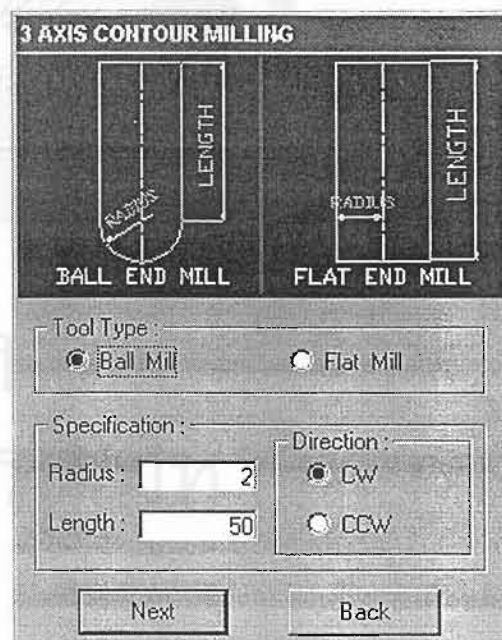 3 AXIS CONTOUR MILLING
LENGTH
RADIUS
BALL END MILL
LENGTH
RADIUS
FLAT END MILL
Tool Type :
Ball Mill
Flat Mill
Specification :
Radius : 2
Length : 50
Direction :
CW
CCW
Next
Back